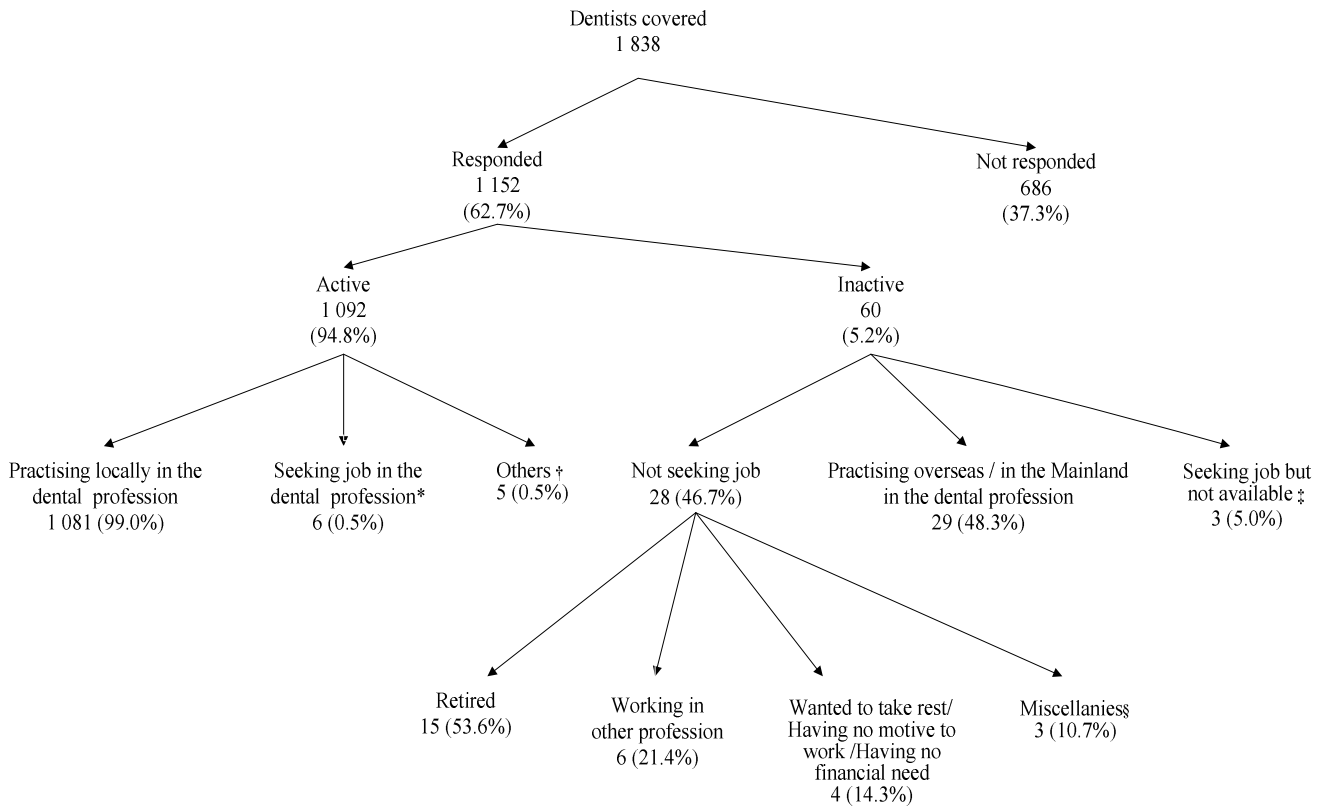 Dentists covered
1 838
Responded
1 152
(62.7%)
Not responded
686
(37.3%)
Active
1 092
(94.8%)
Inactive
60
(5.2%)
Practising locally in the
dental profession
1 081 (99.0%)
Seeking job in the
dental profession*
6 (0.5%)
Others †
5 (0.5%)
Not seeking job
28 (46.7%)
Practising overseas / in the Mainland
in the dental profession
29 (48.3%)
Seeking job but
not available ‡
3 (5.0%)
Retired
15 (53.6%)
Working in
other profession
6 (21.4%)
Wanted to take rest/
Having no motive to
work /Having no
financial need
4 (14.3%)
Miscellanies§
3 (10.7%)